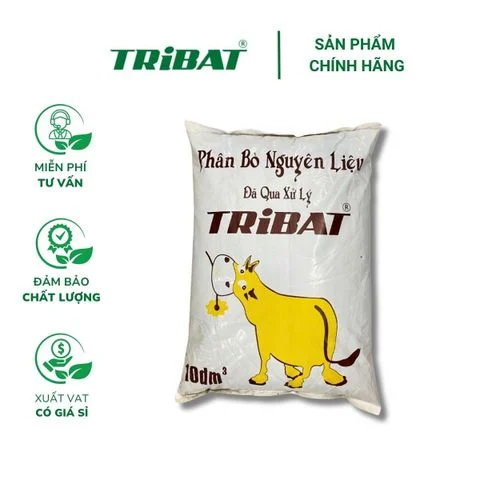 TRiBAT®
SẢN PHẨM
CHÍNH HÃNG
MIỄN PHÍ
TƯ VẤN
ĐẢM BẢO
CHẤT LƯỢNG
XUẤT VAT
CÓ GIÁ SỈ
Phân Bò Nguyên Liệu
Đã Qua Xử Lý
TRiBAT®
10dm³